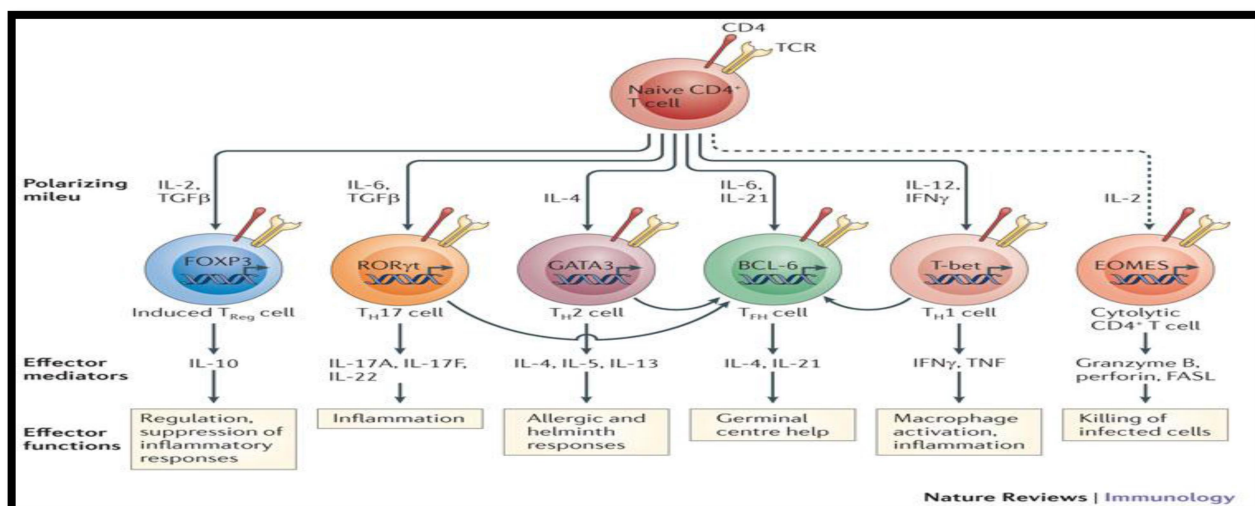 CD4
TCR
Naive CD4⁺
T cell
Polarizing
mileu
IL-2,
TGFβ
IL-6,
TGFβ
IL-4
IL-6,
IL-21
IL-12,
IFNγ
IL-2
FOXP3
RORγt
GATA3
BCL-6
T-bet
EOMES
Induced TReg cell
TH17 cell
TH2 cell
TFH cell
TH1 cell
Cytolytic
CD4⁺ T cell
Effector
mediators
IL-10
IL-17A, IL-17F,
IL-22
IL-4, IL-5, IL-13
IL-4, IL-21
IFNγ, TNF
Granzyme B,
perforin, FASL
Effector
functions
Regulation,
suppression of
inflammatory
responses
Inflammation
Allergic and
helminth
responses
Germinal
centre help
Macrophage
activation,
inflammation
Killing of
infected cells
Nature Reviews | Immunology